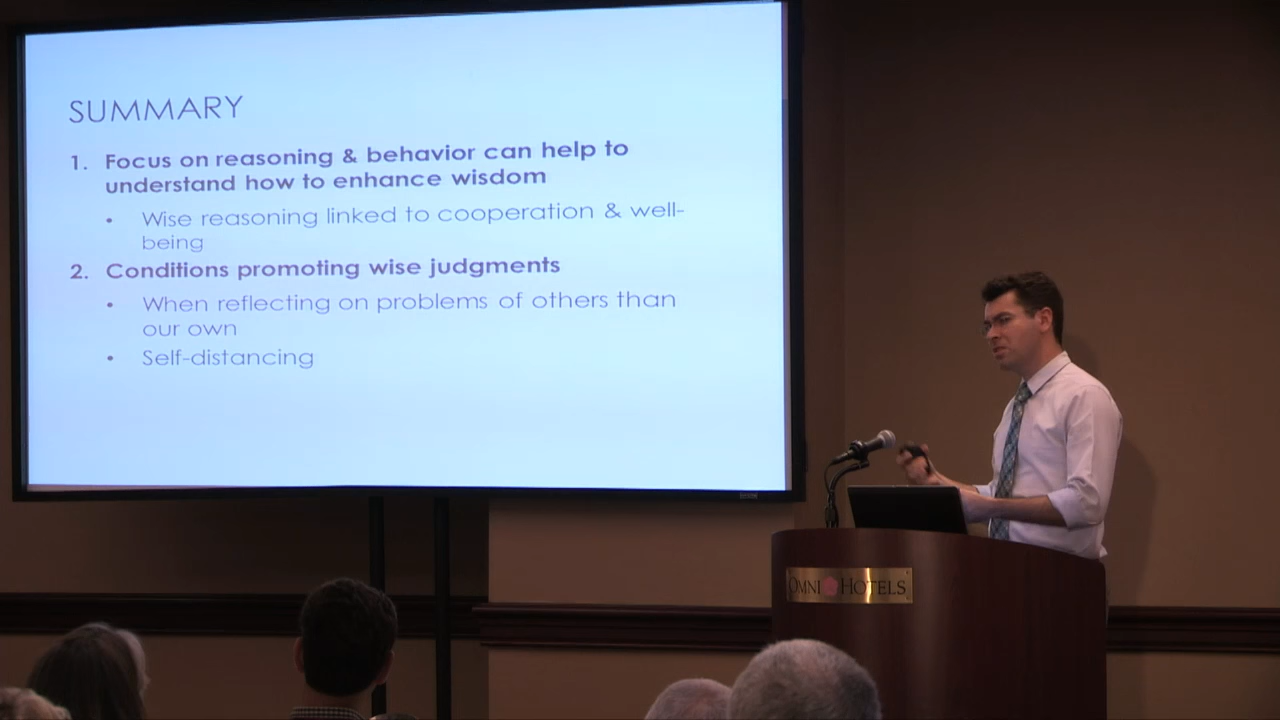 SUMMARY
1. Focus on reasoning & behavior can help to
understand how to enhance wisdom
• Wise reasoning linked to cooperation & well-
being
2. Conditions promoting wise judgments
• When reflecting on problems of others than
our own
• Self-distancing
OMNI HOTELS